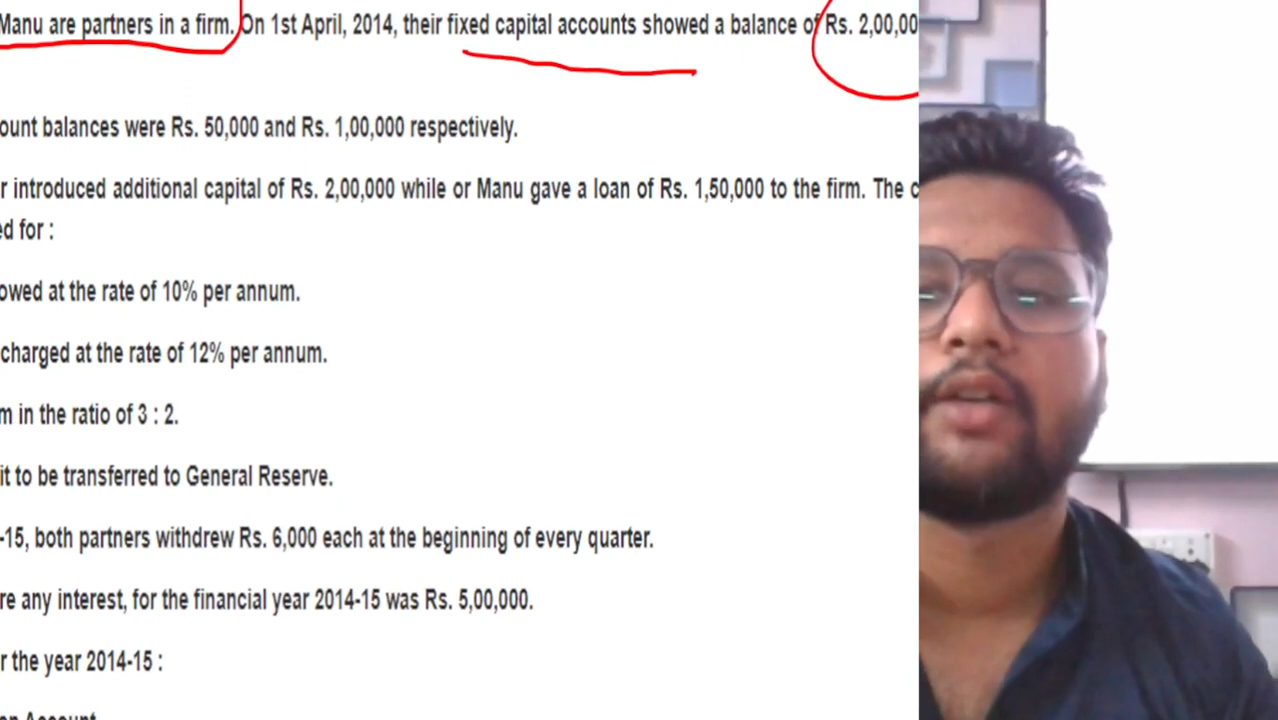 Manu are partners in a firm. On 1st April, 2014, their fixed capital accounts showed a balance of Rs. 2,00,00
ount balances were Rs. 50,000 and Rs. 1,00,000 respectively.
r introduced additional capital of Rs. 2,00,000 while or Manu gave a loan of Rs. 1,50,000 to the firm. The c
ed for :
owed at the rate of 10% per annum.
charged at the rate of 12% per annum.
m in the ratio of 3 : 2.
it to be transferred to General Reserve.
-15, both partners withdrew Rs. 6,000 each at the beginning of every quarter.
re any interest, for the financial year 2014-15 was Rs. 5,00,000.
r the year 2014-15 :
on Account